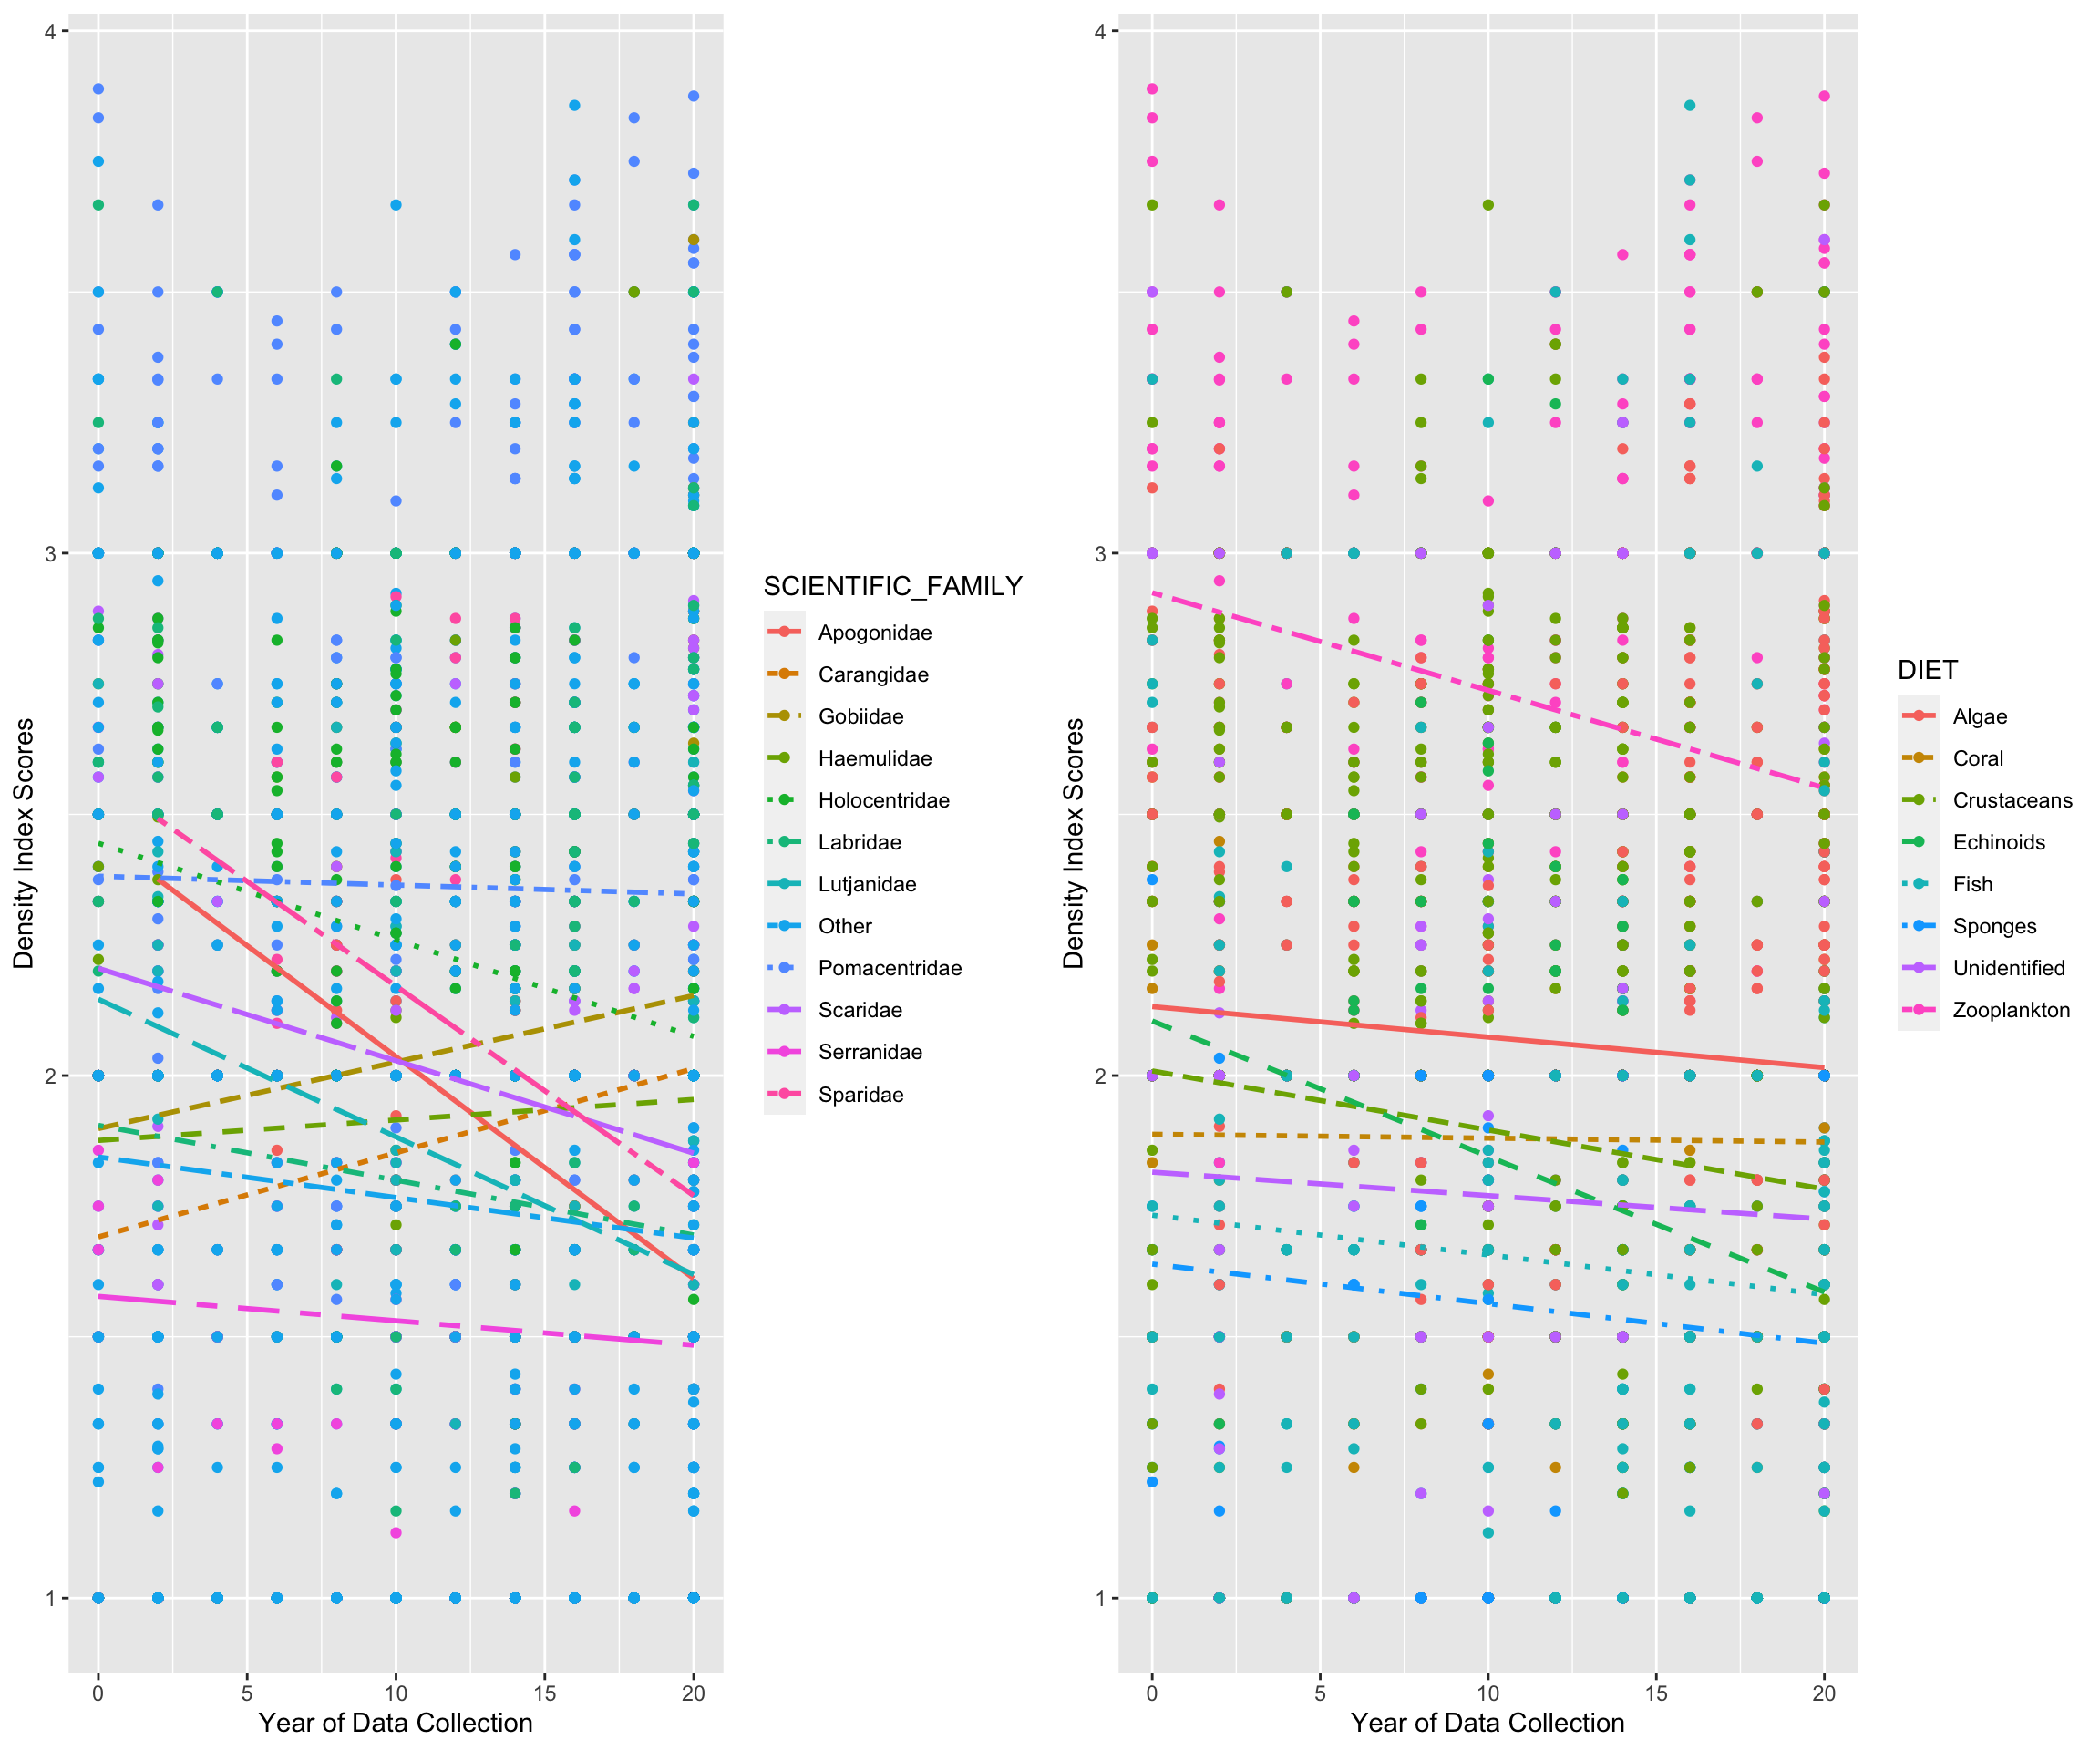 4
3
2
1
Density Index Scores
0 5 10 15 20
Year of Data Collection
SCIENTIFIC_FAMILY
Apogonidae
Carangidae
Gobiidae
Haemulidae
Holocentridae
Labridae
Lutjanidae
Other
Pomacentridae
Scaridae
Serranidae
Sparidae
4
3
2
1
Density Index Scores
0 5 10 15 20
Year of Data Collection
DIET
Algae
Coral
Crustaceans
Echinoids
Fish
Sponges
Unidentified
Zooplankton